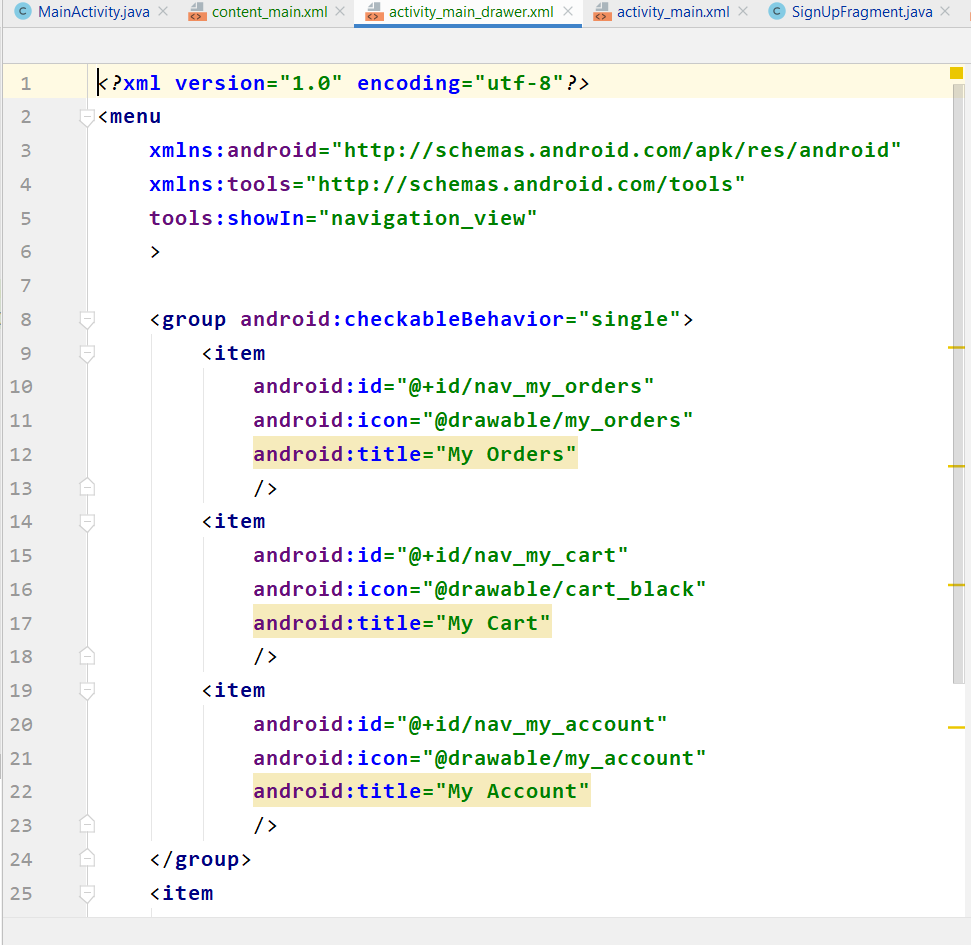 MainActivity.java content_main.xml activity_main_drawer.xml activity_main.xml SignUpFragment.java
1 <?xml version="1.0" encoding="utf-8"?>
2 <menu
3 xmlns:android="http://schemas.android.com/apk/res/android"
4 xmlns:tools="http://schemas.android.com/tools"
5 tools:showIn="navigation_view"
6 >
7
8 <group android:checkableBehavior="single">
9 <item
10 android:id="@+id/nav_my_orders"
11 android:icon="@drawable/my_orders"
12 android:title="My Orders"
13 />
14 <item
15 android:id="@+id/nav_my_cart"
16 android:icon="@drawable/cart_black"
17 android:title="My Cart"
18 />
19 <item
20 android:id="@+id/nav_my_account"
21 android:icon="@drawable/my_account"
22 android:title="My Account"
23 />
24 </group>
25 <item